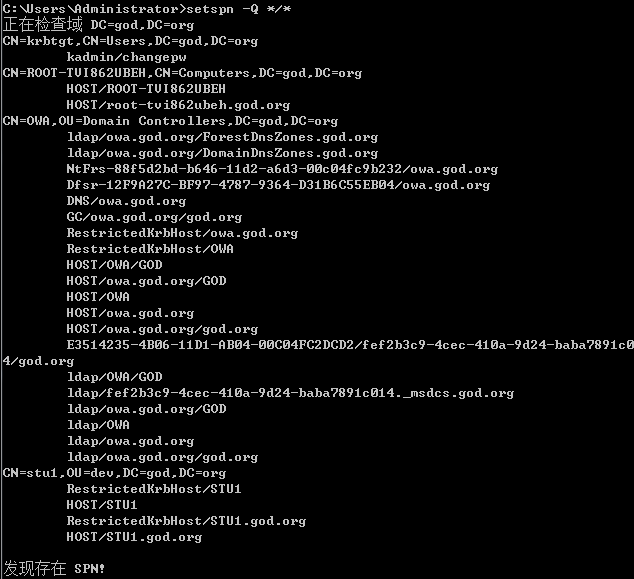 C:\Users\Administrator>setspn -Q */*
正在检查域 DC=god,DC=org
CN=krbtgt,CN=Users,DC=god,DC=org
kadmin/changepw
CN=ROOT-TVI862UBEH,CN=Computers,DC=god,DC=org
HOST/ROOT-TVI862UBEH
HOST/root-tvi862ubeh.god.org
CN=OWA,OU=Domain Controllers,DC=god,DC=org
ldap/owa.god.org/ForestDnsZones.god.org
ldap/owa.god.org/DomainDnsZones.god.org
NtFrs-88f5d2bd-b646-11d2-a6d3-00c04fc9b232/owa.god.org
Dfsr-12F9A27C-BF97-4787-9364-D31B6C55EB04/owa.god.org
DNS/owa.god.org
GC/owa.god.org/god.org
RestrictedKrbHost/owa.god.org
RestrictedKrbHost/OWA
HOST/OWA/GOD
HOST/owa.god.org/GOD
HOST/OWA
HOST/owa.god.org
HOST/owa.god.org/god.org
E3514235-4B06-11D1-AB04-00C04FC2DCD2/fef2b3c9-4cec-410a-9d24-baba7891c0
4/god.org
ldap/OWA/GOD
ldap/fef2b3c9-4cec-410a-9d24-baba7891c014._msdcs.god.org
ldap/owa.god.org/GOD
ldap/OWA
ldap/owa.god.org
ldap/owa.god.org/god.org
CN=stu1,OU=dev,DC=god,DC=org
RestrictedKrbHost/STU1
HOST/STU1
RestrictedKrbHost/STU1.god.org
HOST/STU1.god.org
发现存在 SPN!